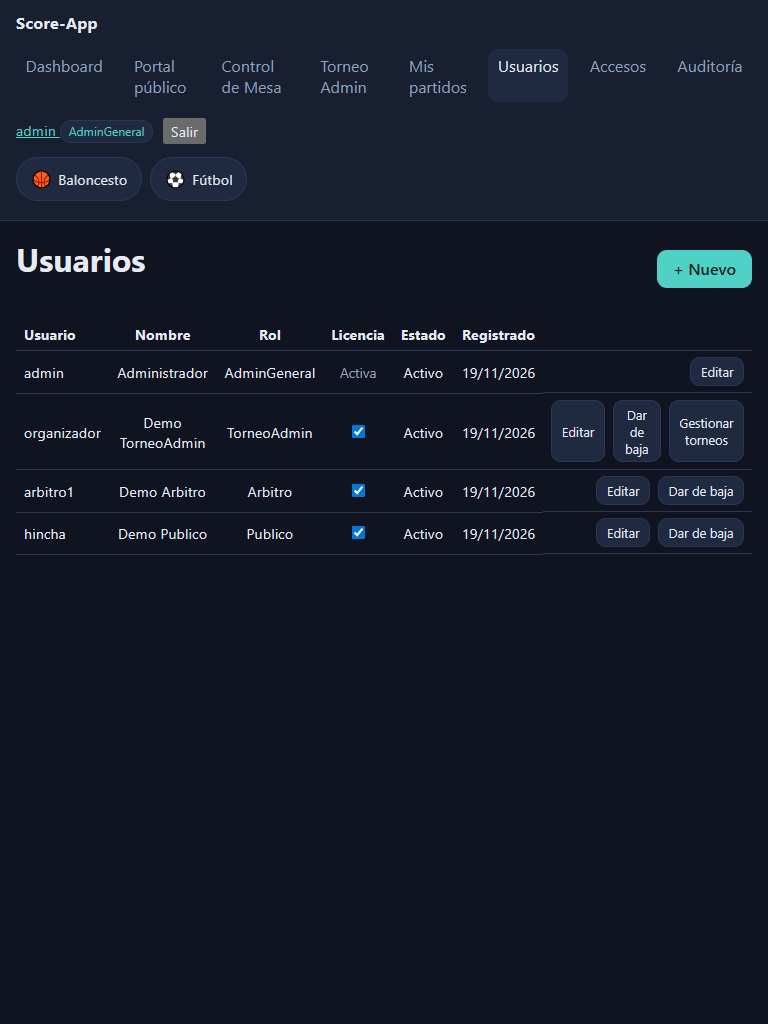 Score-App
Dashboard
Portal público
Control de Mesa
Torneo Admin
Mis partidos
Usuarios
Accesos
Auditoría
admin AdminGeneral Salir
Baloncesto Fútbol
Usuarios
+ Nuevo
Usuario Nombre Rol Licencia Estado Registrado
admin Administrador AdminGeneral Activa Activo 19/11/2026 Editar
organizador Demo TorneoAdmin TorneoAdmin Activo 19/11/2026 Editar Dar de baja Gestionar torneos
arbitro1 Demo Arbitro Arbitro Activo 19/11/2026 Editar Dar de baja
hincha Demo Publico Publico Activo 19/11/2026 Editar Dar de baja